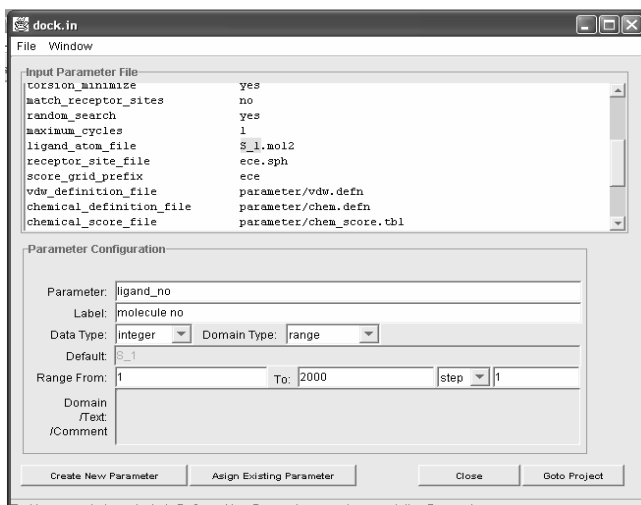 dock.in
File Window
Input Parameter File
torsion_minimize yes
match_receptor_sites no
random_search yes
maximum_cycles 1
ligand_atom_file S_1.mol2
receptor_site_file ece.sph
score_grid_prefix ece
vdw_definition_file parameter/vdw.defn
chemical_definition_file parameter/chem.defn
chemical_score_file parameter/chem_score.tbl
Parameter Configuration
Parameter: ligand_no
Label: molecule no
Data Type: integer Domain Type: range
Default: S_1
Range From: 1 To: 2000 step 1
Domain
/Text:
/Comment
Create New Parameter Asign Existing Parameter Close Goto Project